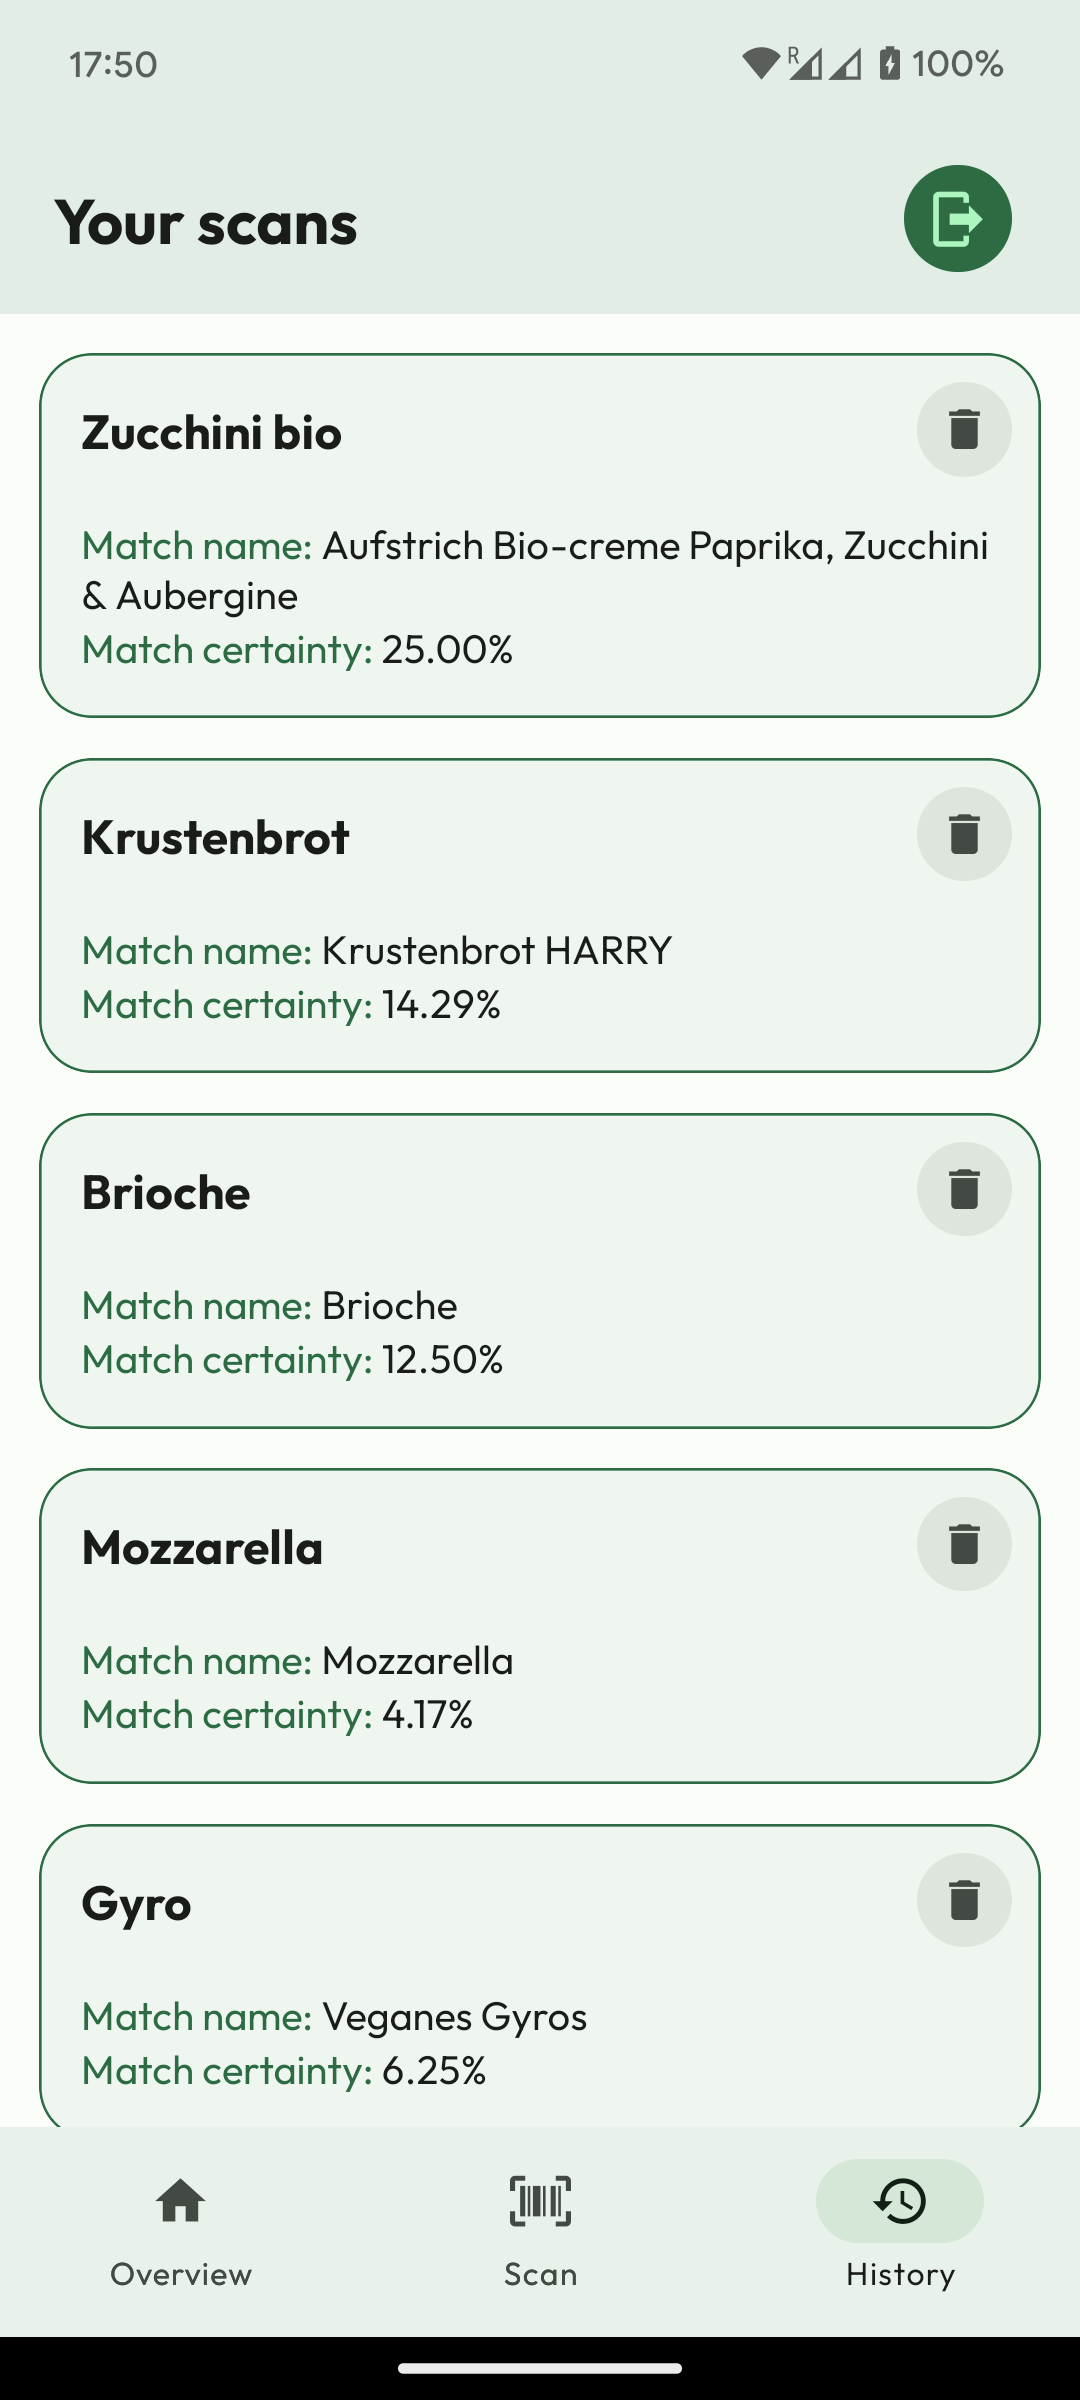 17:50
R
100%
Your scans
Zucchini bio
Match name: Aufstrich Bio-creme Paprika, Zucchini
& Aubergine
Match certainty: 25.00%
Krustenbrot
Match name: Krustenbrot HARRY
Match certainty: 14.29%
Brioche
Match name: Brioche
Match certainty: 12.50%
Mozzarella
Match name: Mozzarella
Match certainty: 4.17%
Gyro
Match name: Veganes Gyros
Match certainty: 6.25%
Overview
Scan
History